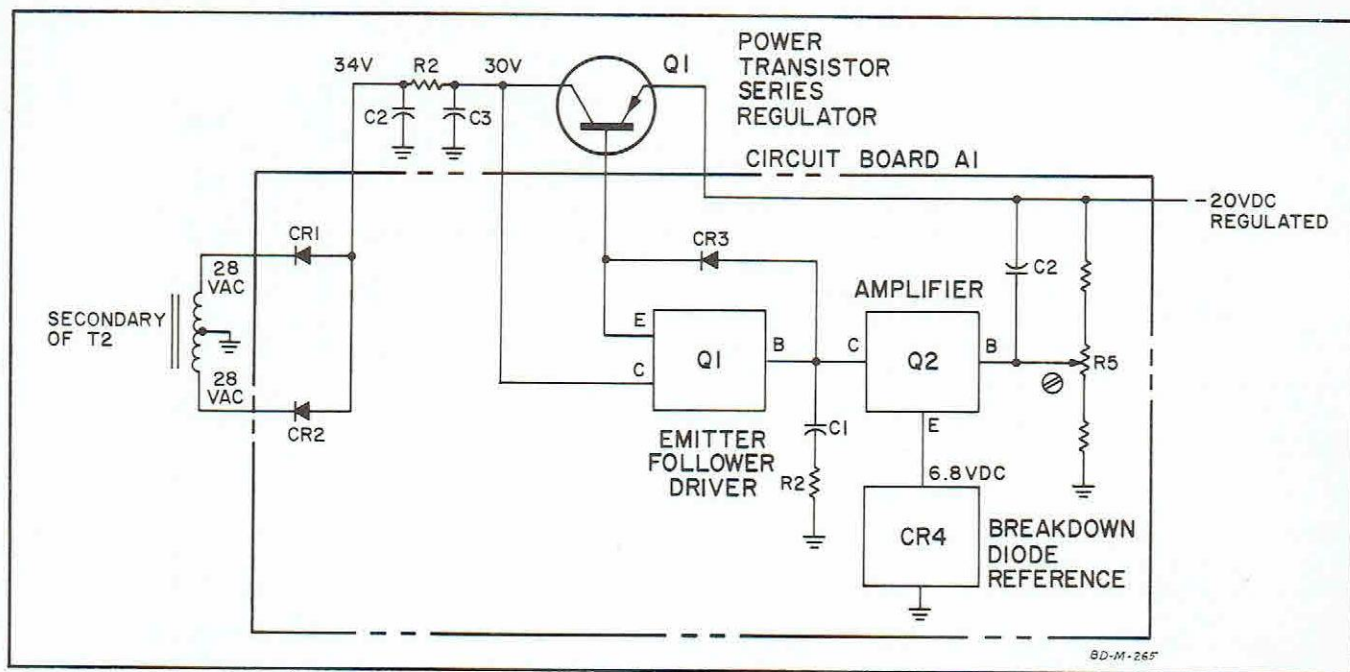 POWER
TRANSISTOR
SERIES
REGULATOR
34V
R2
30V
Q1
C2
C3
CIRCUIT BOARD A1
-20VDC
REGULATED
CR1
28
VAC
CR3
C2
AMPLIFIER
SECONDARY
OF T2
E
Q1
B
C
Q2
B
R5
C
28
VAC
CR2
E
C1
EMITTER
FOLLOWER
DRIVER
R2
6.8VDC
CR4
BREAKDOWN
DIODE
REFERENCE
BD-M-265